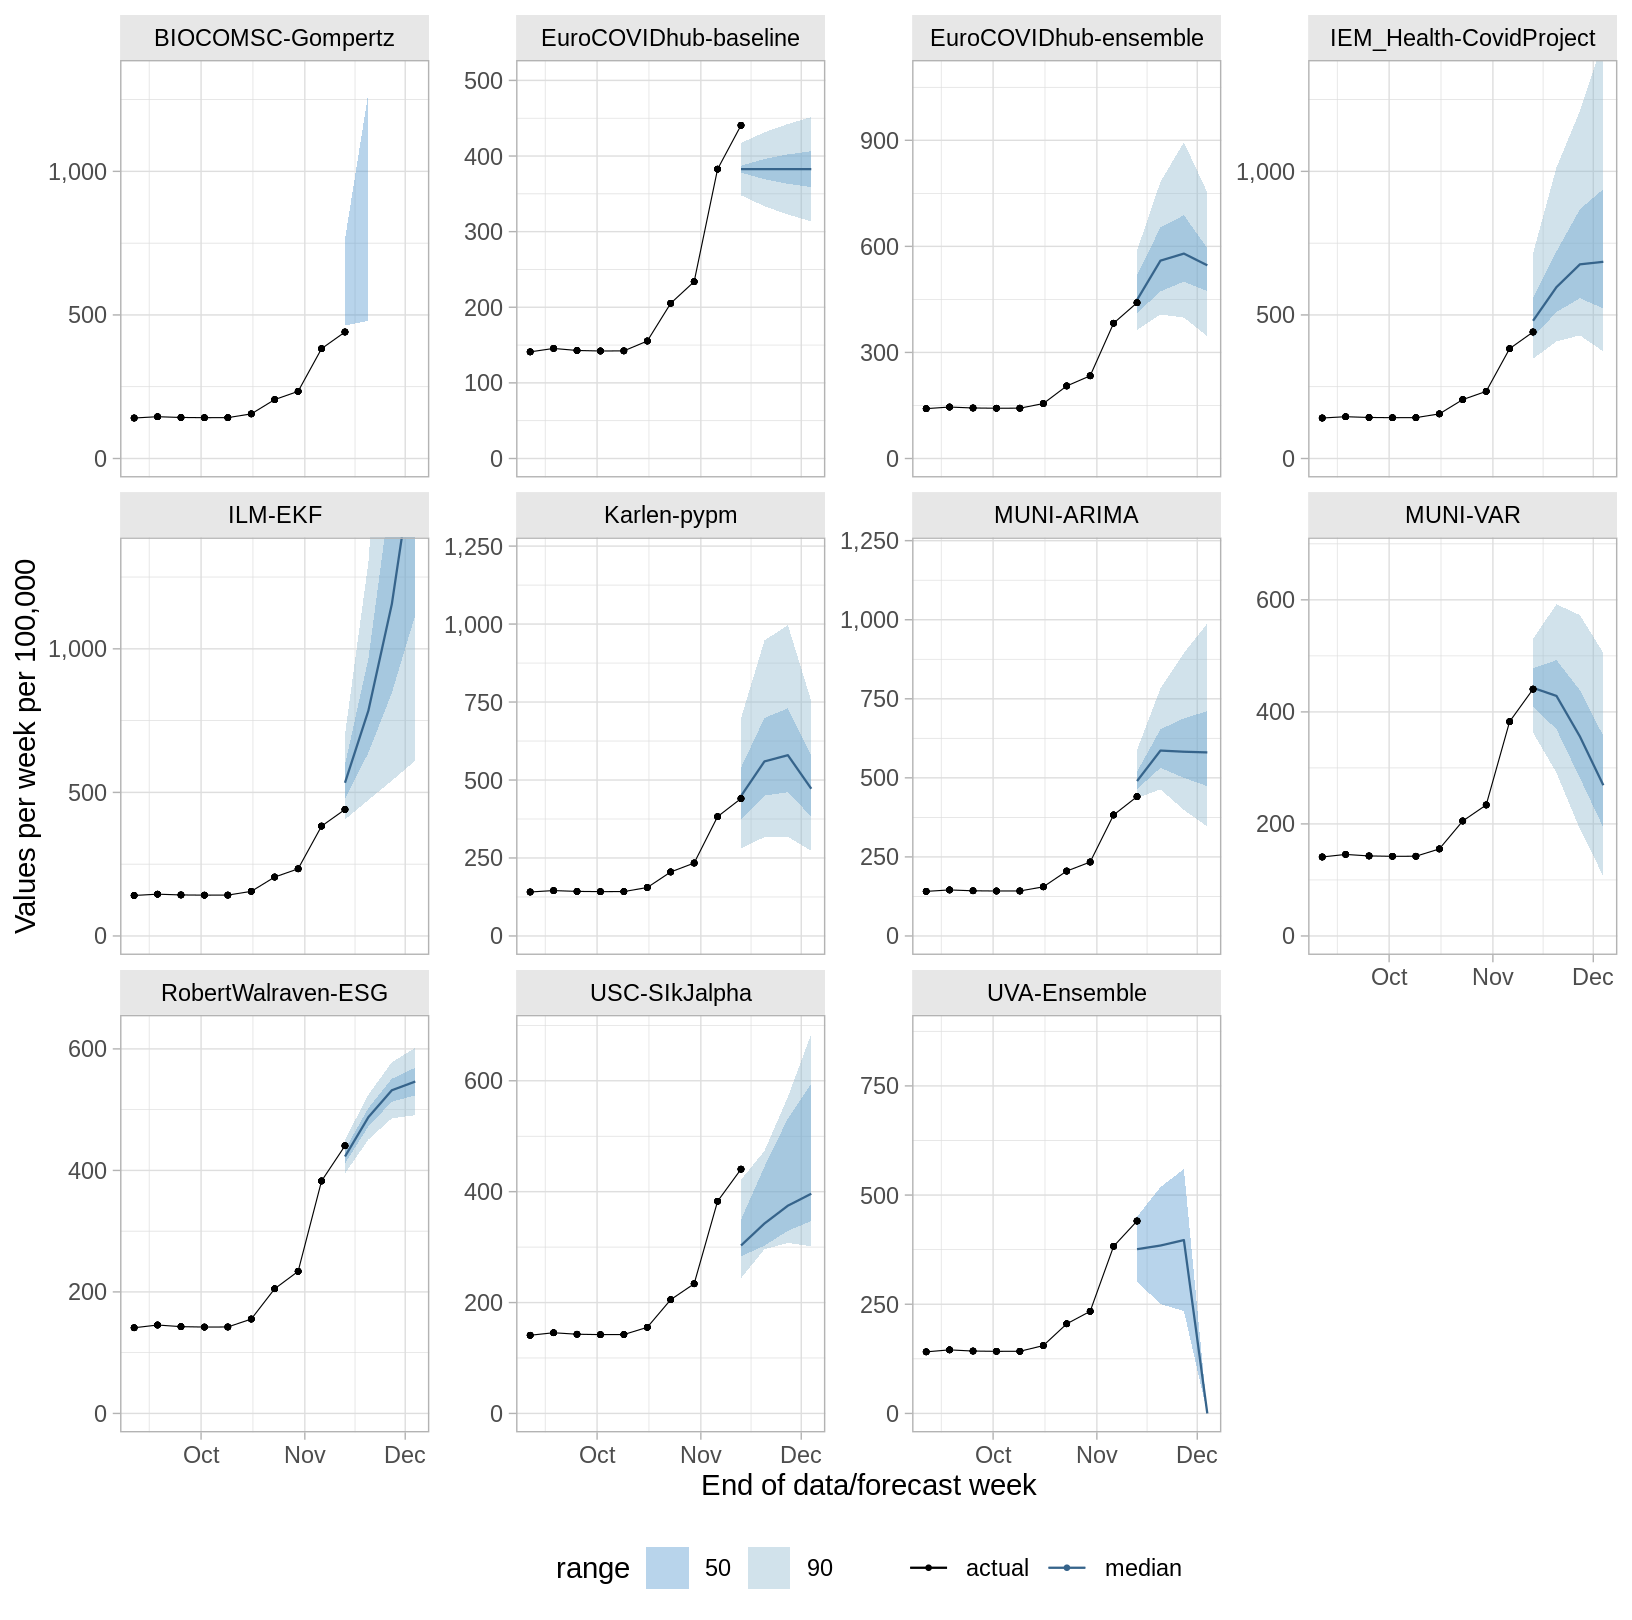 BIOCOMSC-Gompertz
EuroCOVIDhub-baseline
EuroCOVIDhub-ensemble
IEM_Health-CovidProject
1,000
500
0
500
400
300
200
100
0
900
600
300
0
1,000
500
0
ILM-EKF
Karlen-pypm
MUNI-ARIMA
MUNI-VAR
1,000
500
0
1,250
1,000
750
500
250
0
1,250
1,000
750
500
250
0
600
400
200
0
Oct Nov Dec
Values per week per 100,000
RobertWalraven-ESG
USC-SIkJalpha
UVA-Ensemble
600
400
200
0
600
400
200
0
750
500
250
0
Oct Nov Dec
Oct Nov Dec
Oct Nov Dec
End of data/forecast week
range 50 90 actual median